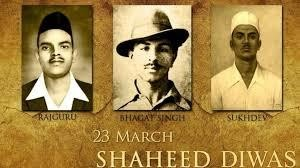 RAJGURU BHAGAT SINGH SUKHDEV
23 MARCH
SHAHEED DIWAS